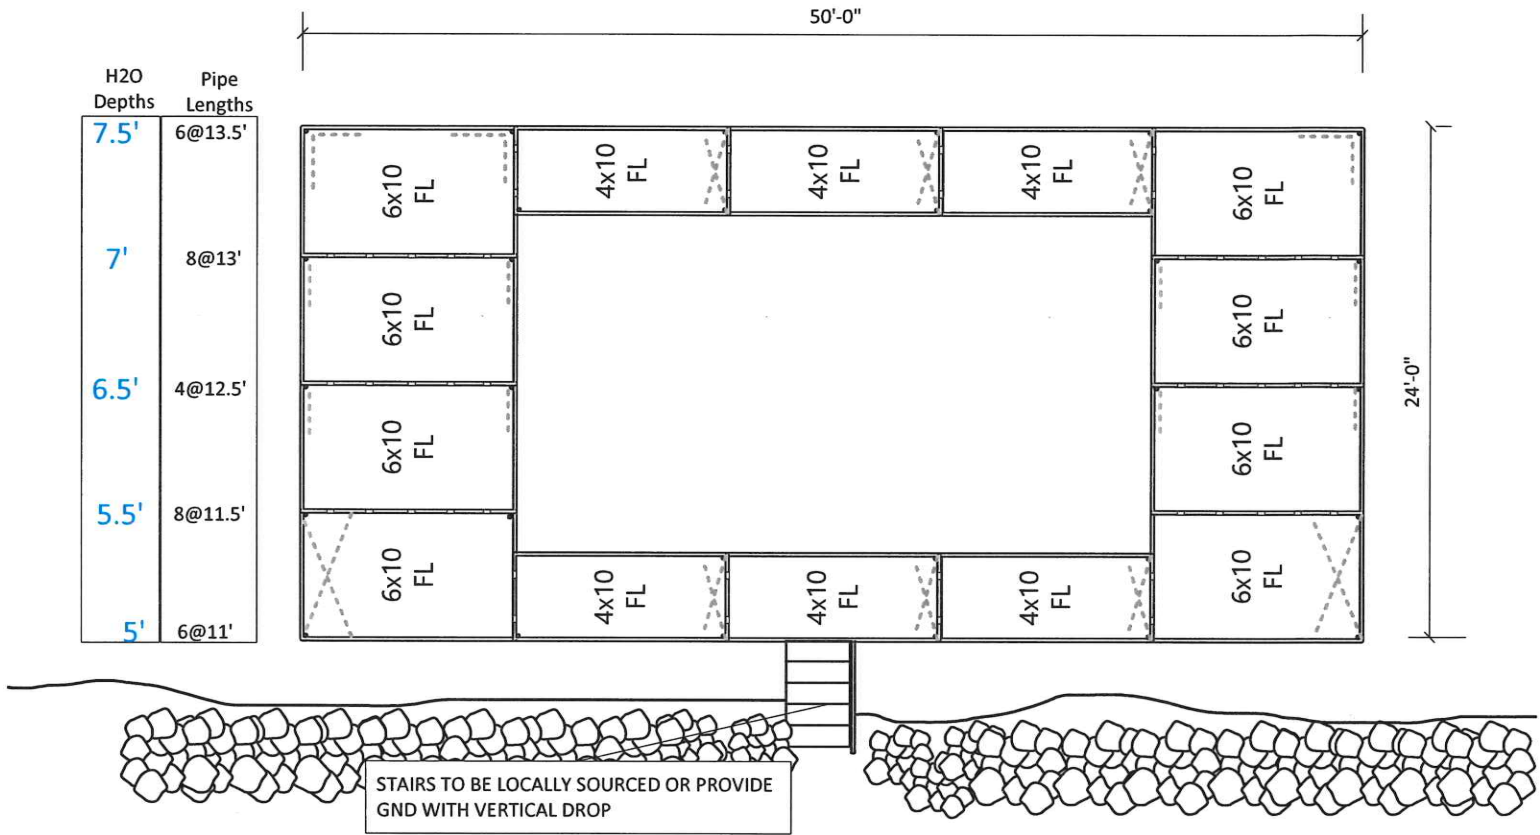 50'-0"
H2O
Depths
Pipe
Lengths
7.5'
6@13.5'
7'
8@13'
6.5'
4@12.5'
5.5'
8@11.5'
5'
6@11'
6x10
FL
4x10
FL
4x10
FL
4x10
FL
6x10
FL
6x10
FL
6x10
FL
6x10
FL
6x10
FL
6x10
FL
4x10
FL
4x10
FL
4x10
FL
6x10
FL
24'-0"
STAIRS TO BE LOCALLY SOURCED OR PROVIDE
GND WITH VERTICAL DROP